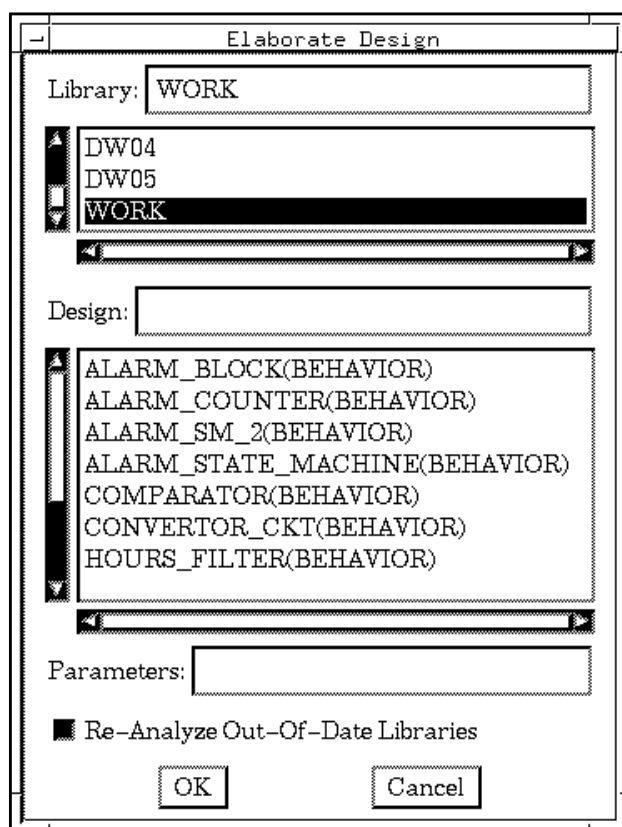 Elaborate Design
Library: WORK
DW04
DW05
WORK
Design:
ALARM_BLOCK(BEHAVIOR)
ALARM_COUNTER(BEHAVIOR)
ALARM_SM_2(BEHAVIOR)
ALARM_STATE_MACHINE(BEHAVIOR)
COMPARATOR(BEHAVIOR)
CONVERTOR_CKT(BEHAVIOR)
HOURS_FILTER(BEHAVIOR)
Parameters:
Re-Analyze Out-Of-Date Libraries
OK Cancel